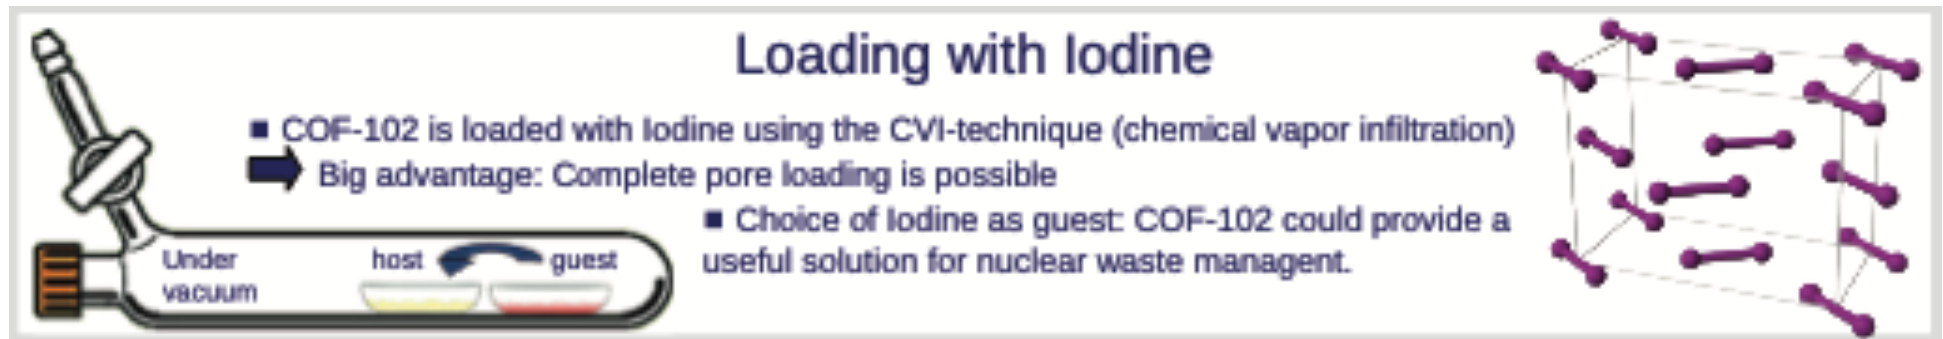 Loading with Iodine
■ COF-102 is loaded with Iodine using the CVI-technique (chemical vapor infiltration)
Big advantage: Complete pore loading is possible
■ Choice of Iodine as guest: COF-102 could provide a
useful solution for nuclear waste managent.
Under
vacuum
host
guest